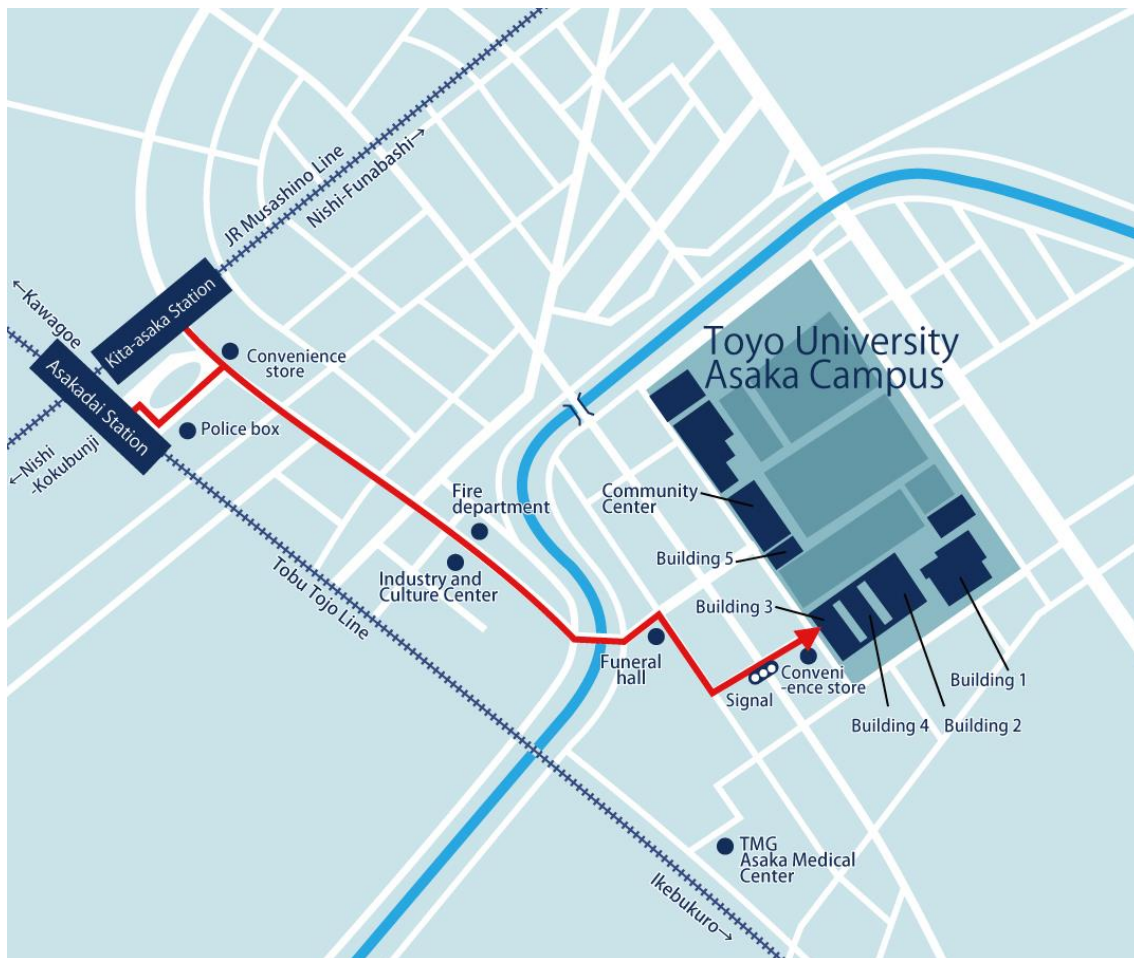 JR Musashino Line
Nishi-Funabashi→
←Kawagoe
Kita-asaka Station
Asakadai Station
←Nishi
-Kokubunji
Convenience
store
Police box
Toyo University
Asaka Campus
Fire
department
Industry and
Culture Center
Tobu Tojo Line
Community
Center
Building 5
Building 3
Funeral
hall
Signal
Conveni
-ence store
Building 1
Building 4
Building 2
TMG
Asaka Medical
Center
Ikebukuro→